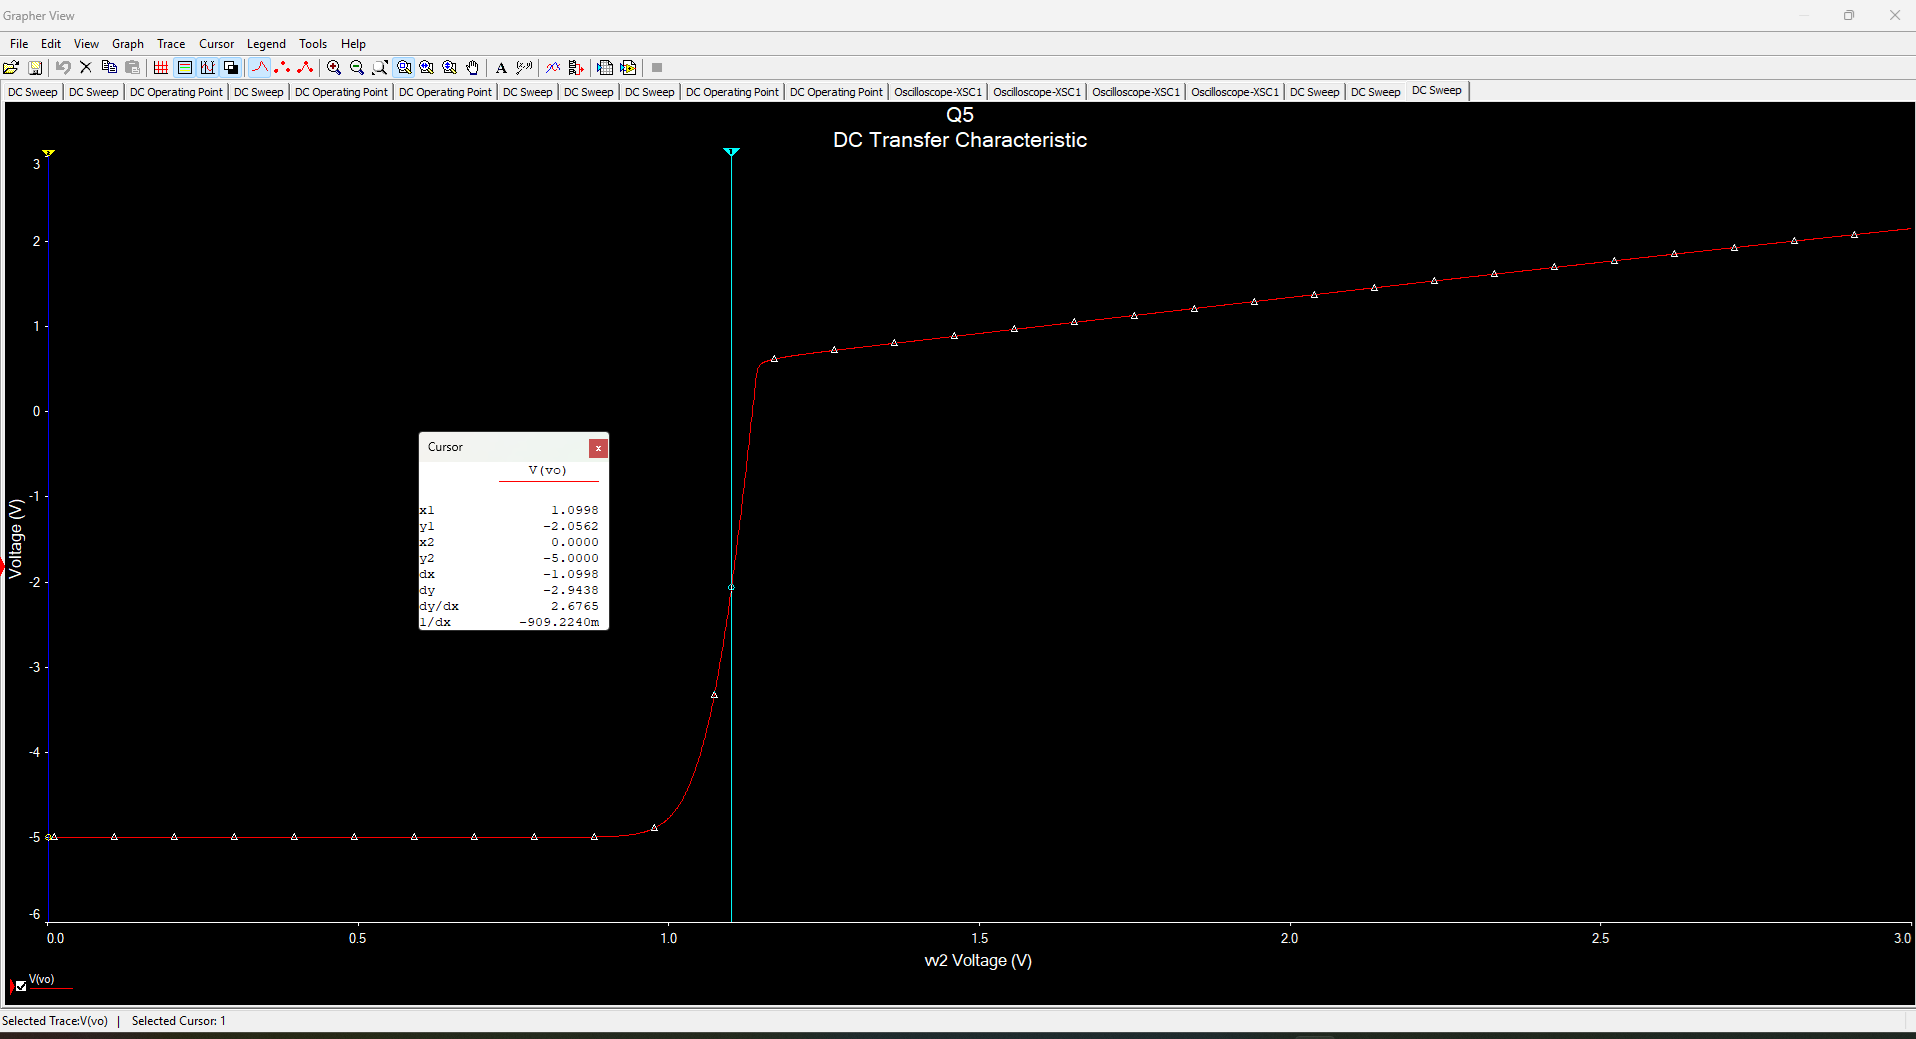 Grapher View
File Edit View Graph Trace Cursor Legend Tools Help
DC Sweep DC Sweep DC Operating Point DC Sweep DC Operating Point DC Operating Point DC Sweep DC Sweep DC Sweep DC Operating Point DC Operating Point Oscilloscope-XSC1 Oscilloscope-XSC1 Oscilloscope-XSC1 Oscilloscope-XSC1 DC Sweep DC Sweep DC Sweep
Q5
DC Transfer Characteristic
3
2
1
0
-1
-2
-3
-4
-5
-6
Voltage (V)
1
Cursor
V(vo)
x1 1.0998
y1 -2.0562
x2 0.0000
y2 -5.0000
dx -1.0998
dy -2.9438
dy/dx 2.6765
1/dx -909.2240m
0.0 0.5 1.0 1.5 2.0 2.5 3.0
vv2 Voltage (V)
V(vo)
Selected Trace:V(vo) | Selected Cursor: 1